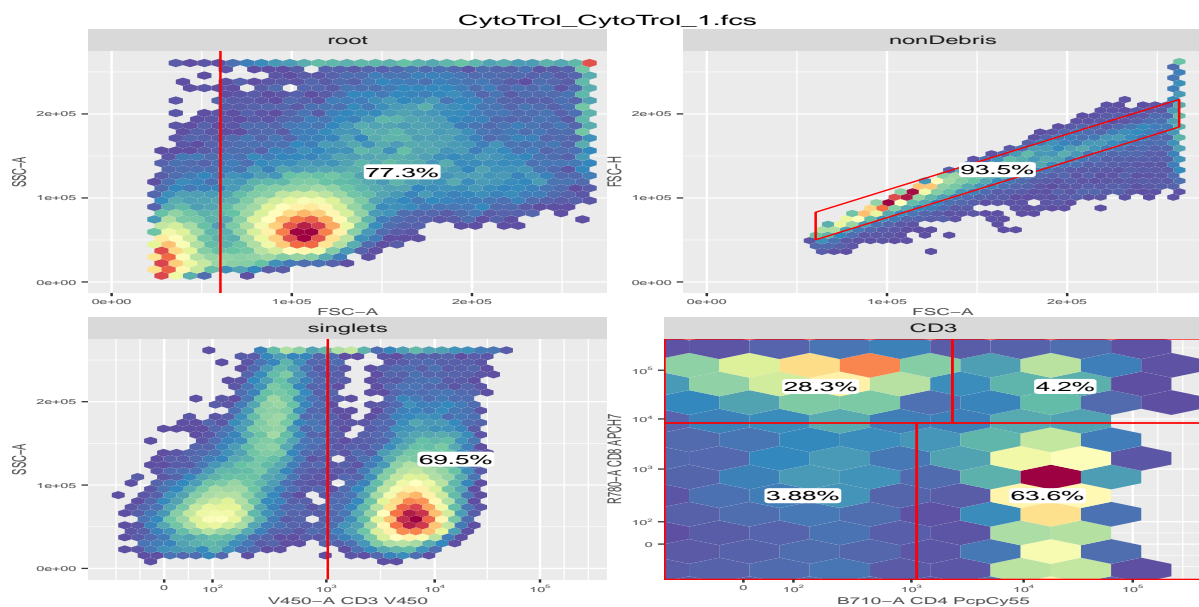 CytoTrol_CytoTrol_1.fcs
root
nonDebris
2e+05
1e+05
0e+00
SSC-A
77.3%
0e+00 1e+05 2e+05
FSC-A
2e+05
1e+05
0e+00
FSC-H
93.5%
0e+00 1e+05 2e+05
FSC-A
singlets
CD3
2e+05
1e+05
0e+00
SSC-A
69.5%
0 10² 10³ 10⁴ 10⁵
V450-A CD3 V450
10⁵
10⁴
10³
10²
0
R780-A CD8 APCH7
28.3%
4.2%
3.88%
63.6%
0 10² 10³ 10⁴ 10⁵
B710-A CD4 PcpCy55